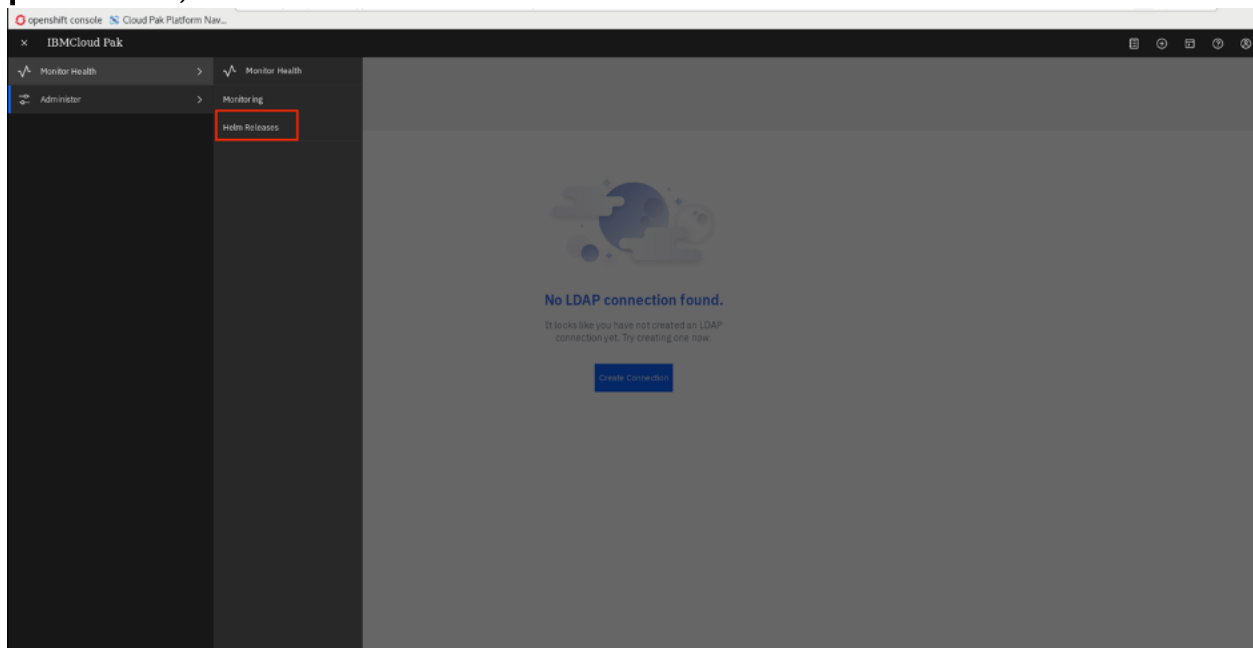 openshift console Cloud Pak Platform Nav...
IBMCloud Pak
Monitor Health
Administer
Monitor Health
Monitoring
Helm Releases
No LDAP connection found.
It looks like you have not created an LDAP
connection yet. Try creating one now.
Create Connection